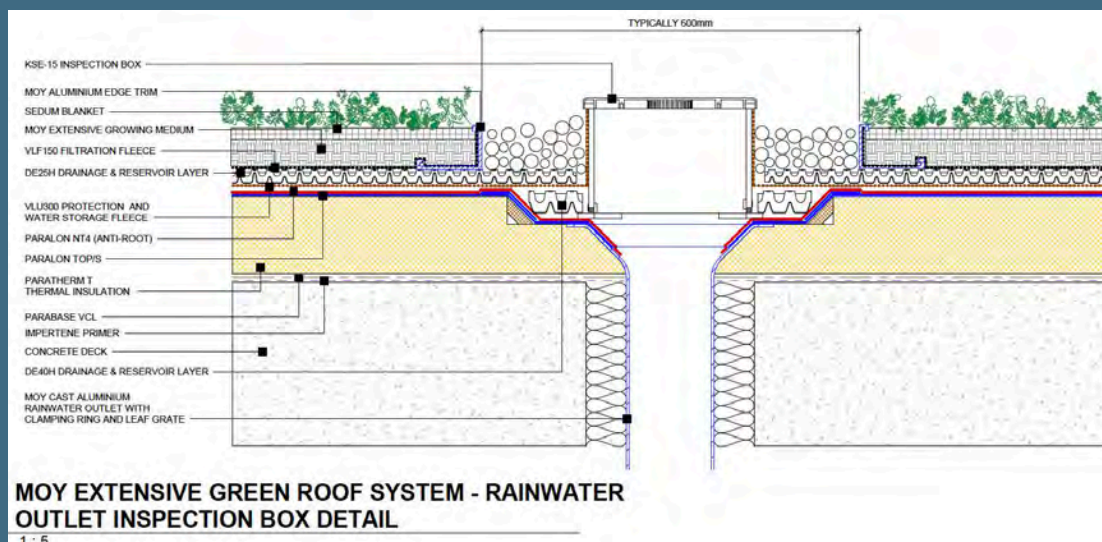 TYPICALLY 600mm
KSE-15 INSPECTION BOX
MOY ALUMINIUM EDGE TRIM
SEDUM BLANKET
MOY EXTENSIVE GROWING MEDIUM
VLF150 FILTRATION FLEECE
DE25H DRAINAGE & RESERVOIR LAYER
VLU300 PROTECTION AND
WATER STORAGE FLEECE
PARALON NT4 (ANTI-ROOT)
PARALON TOP/S
PARATHERM T
THERMAL INSULATION
PARABASE VCL
IMPERTENE PRIMER
CONCRETE DECK
DE40H DRAINAGE & RESERVOIR LAYER
MOY CAST ALUMINIUM
RAINWATER OUTLET WITH
CLAMPING RING AND LEAF GRATE
MOY EXTENSIVE GREEN ROOF SYSTEM - RAINWATER
OUTLET INSPECTION BOX DETAIL
1 : 5